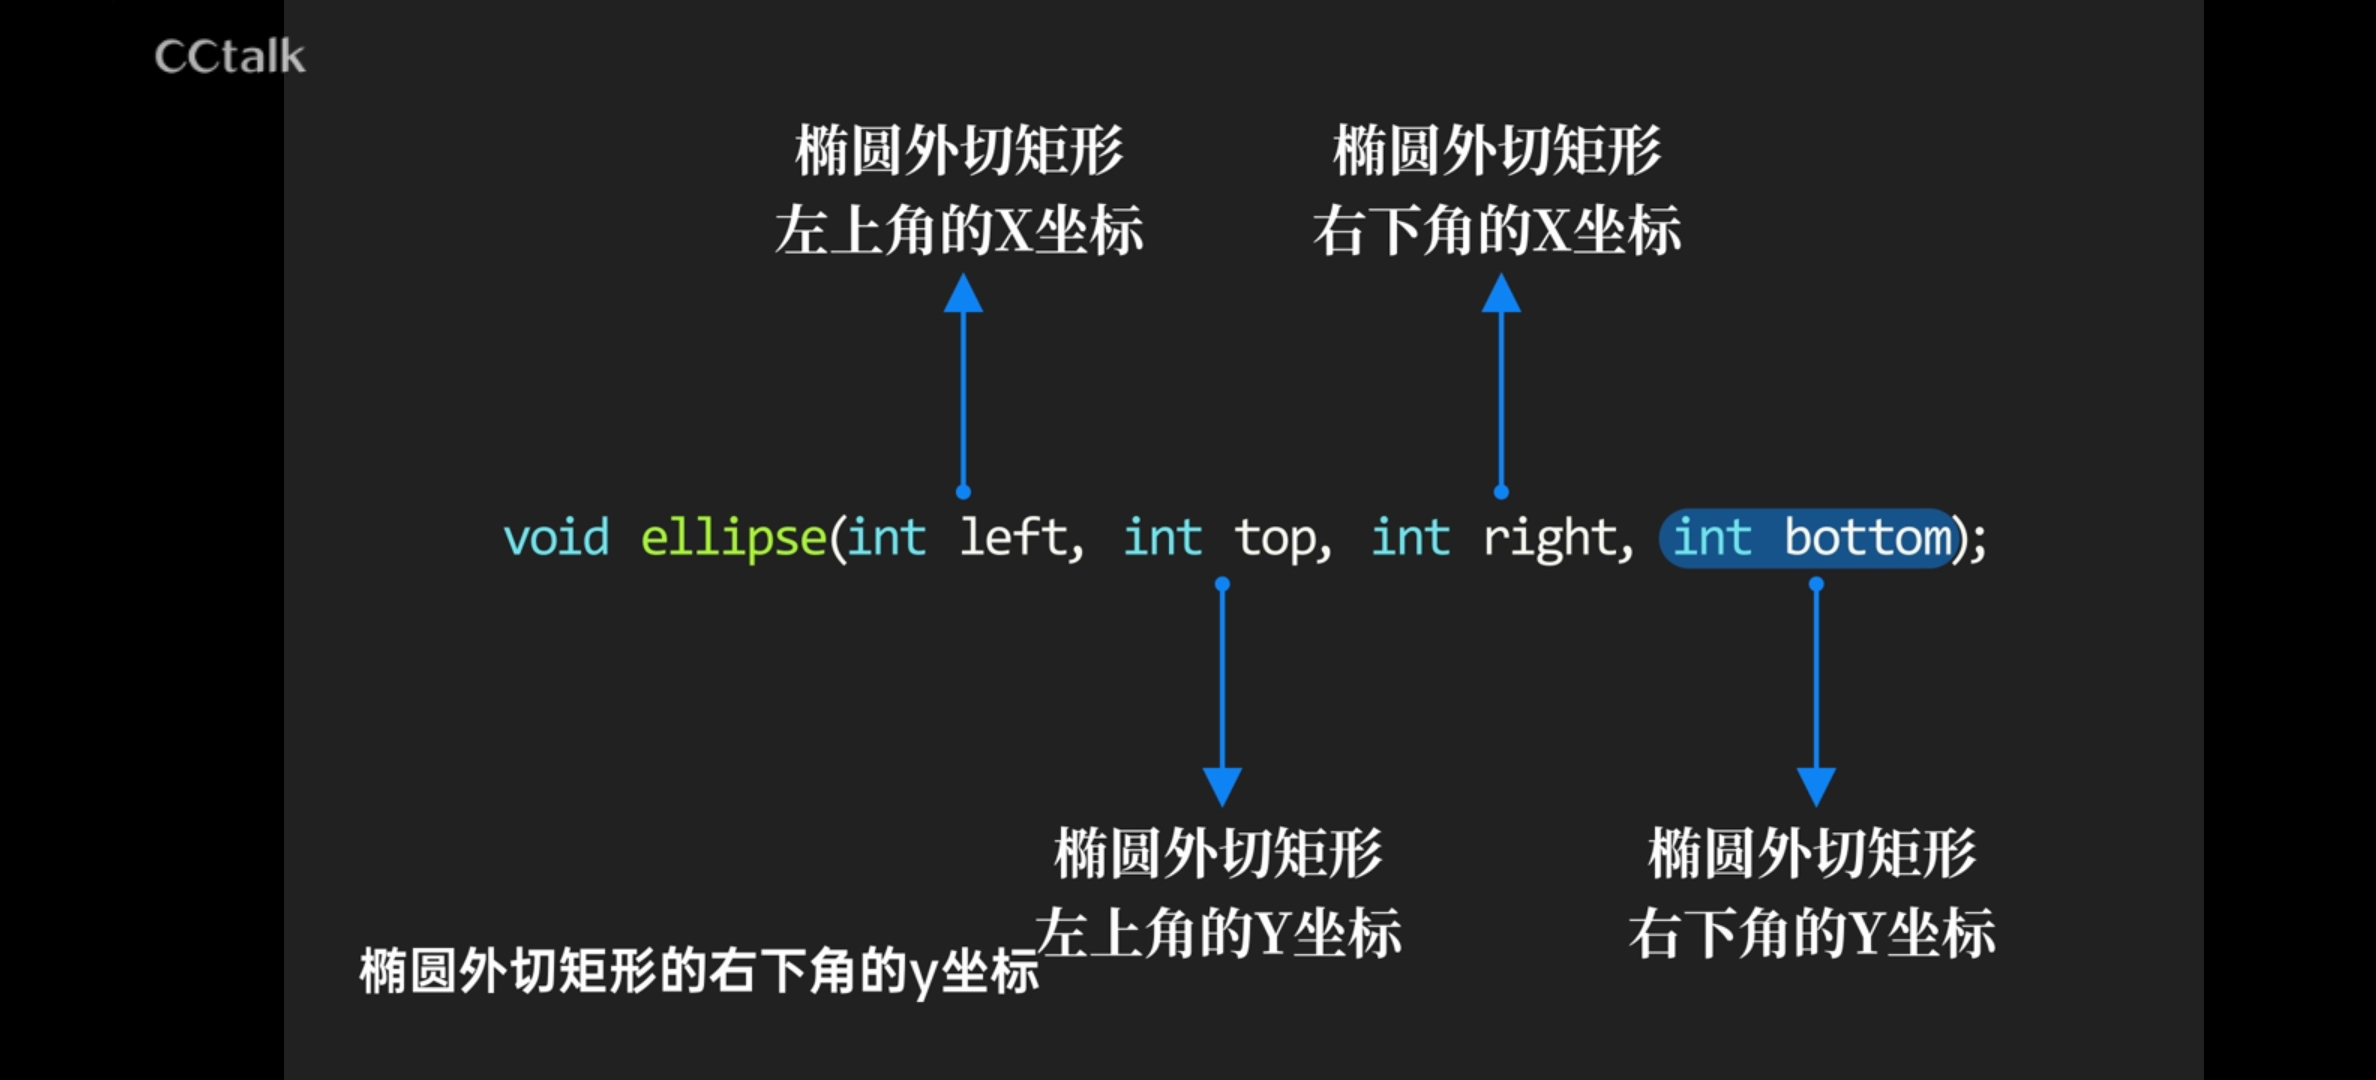 CCtalk
椭圆外切矩形
左上角的X坐标
椭圆外切矩形
右下角的X坐标
void ellipse(int left, int top, int right, int bottom);
椭圆外切矩形
左上角的Y坐标
椭圆外切矩形
右下角的Y坐标
椭圆外切矩形的右下角的y坐标